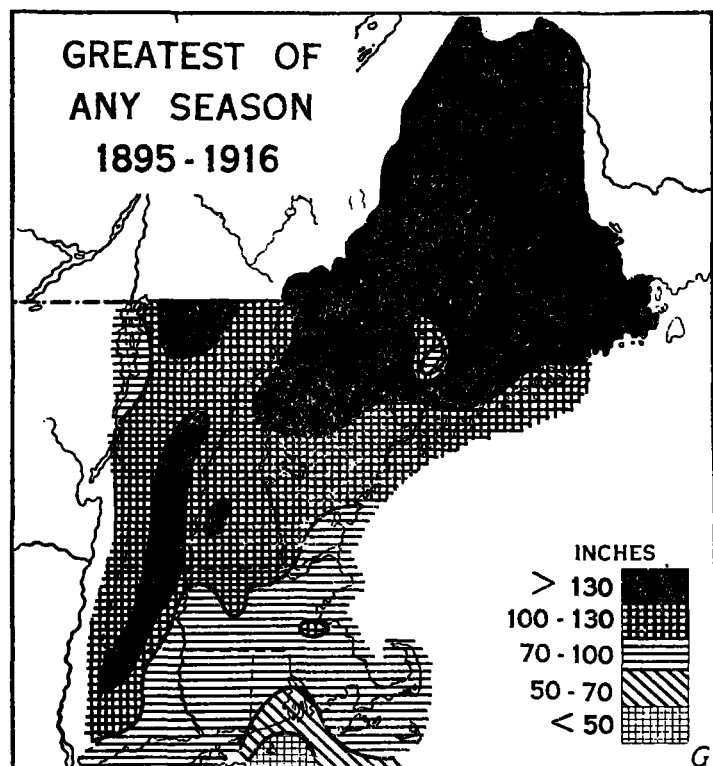 GREATEST OF
ANY SEASON
1895 - 1916
INCHES
> 130
100 - 130
70 - 100
50 - 70
< 50
G